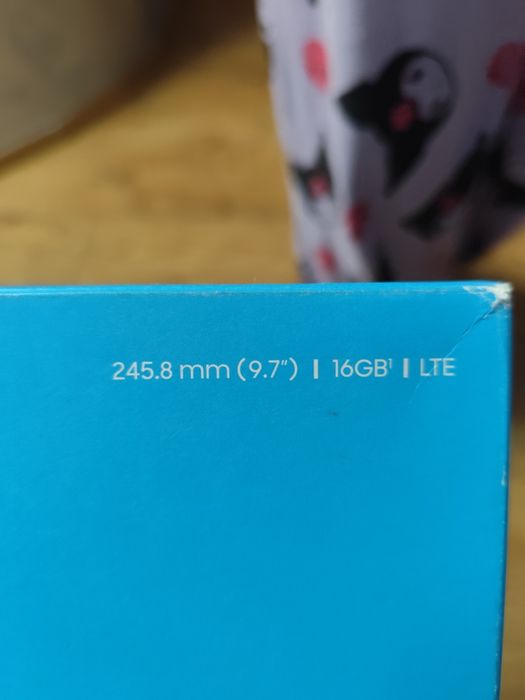 245.8 mm (9.7") | 16GB¹ | LTE